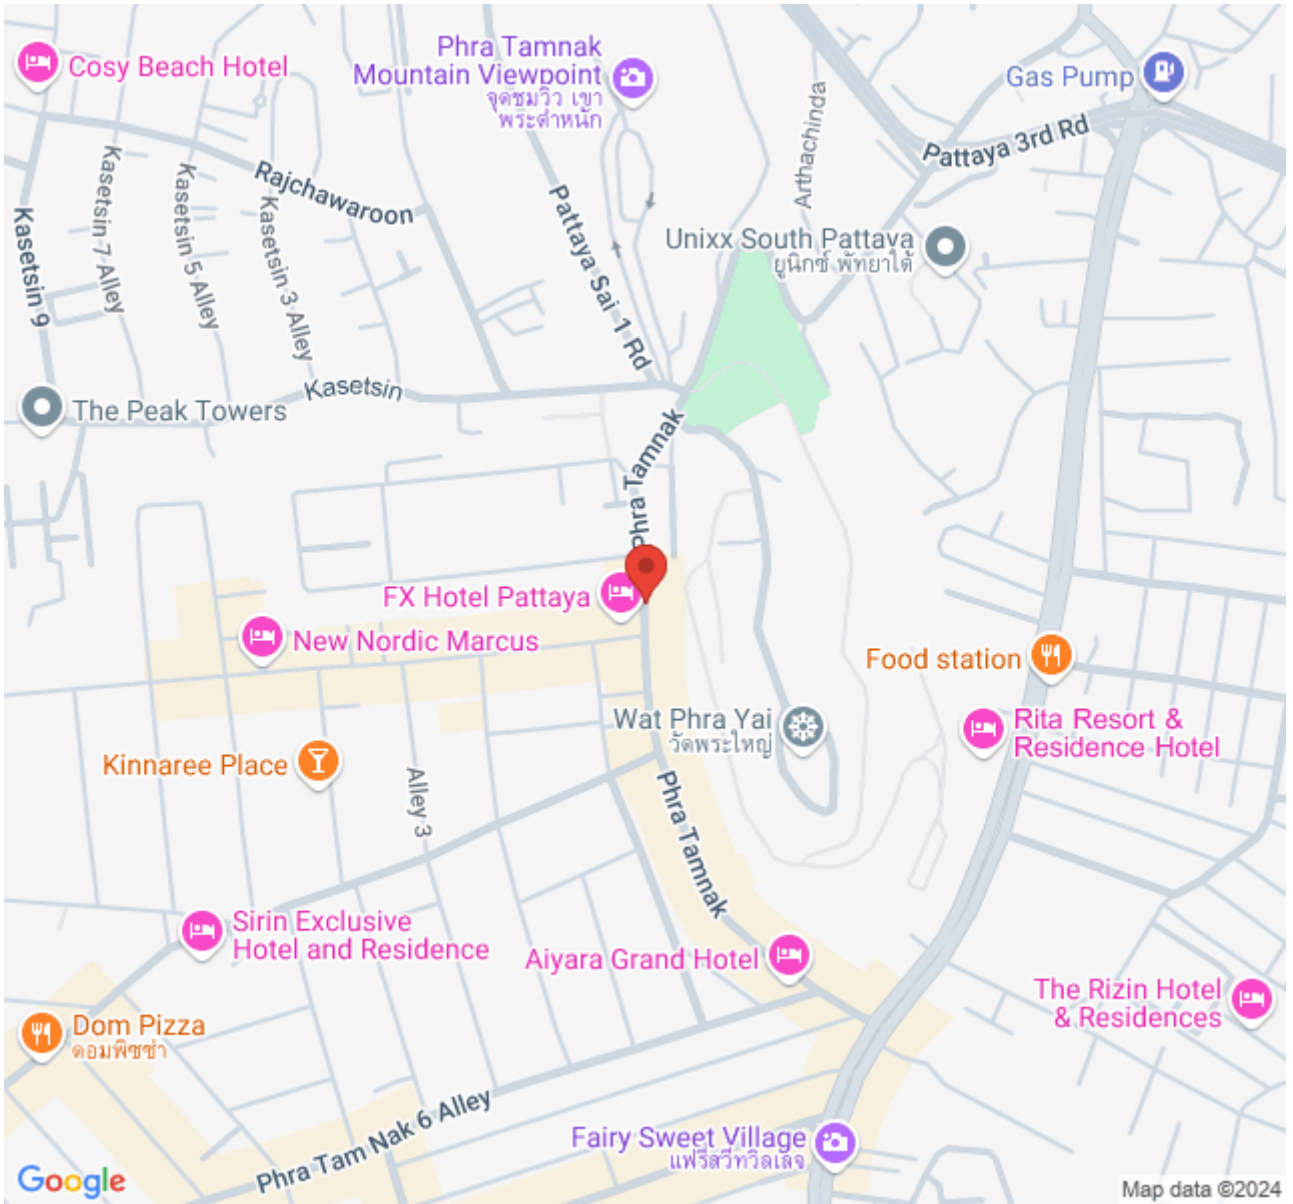 Phra Tamnak
Mountain Viewpoint
จุดชมวิว เขา
พระตำหนัก
Cosy Beach Hotel
Gas Pump
Pattaya 3rd Rd
Arthachinda
Rajchawaroon
Kasetsin 7 Alley
Kasetsin 5 Alley
Kasetsin 3 Alley
Kasetsin 9
Pattaya Sai 1 Rd
Unixx South Pattaya
ยูนิกซ์ พัทยาใต้
Kasetsin
The Peak Towers
Phra Tamnak
FX Hotel Pattaya
New Nordic Marcus
Food station
Wat Phra Yai
วัดพระใหญ่
Rita Resort &
Residence Hotel
Kinnaree Place
Alley 3
Phra Tamnak
Sirin Exclusive
Hotel and Residence
Aiyara Grand Hotel
The Rizin Hotel
& Residences
Dom Pizza
ดอมพิซซ่า
Phra Tam Nak 6 Alley
Fairy Sweet Village
แฟรี่สวีทวิลเลจ
Google
Map data ©2024